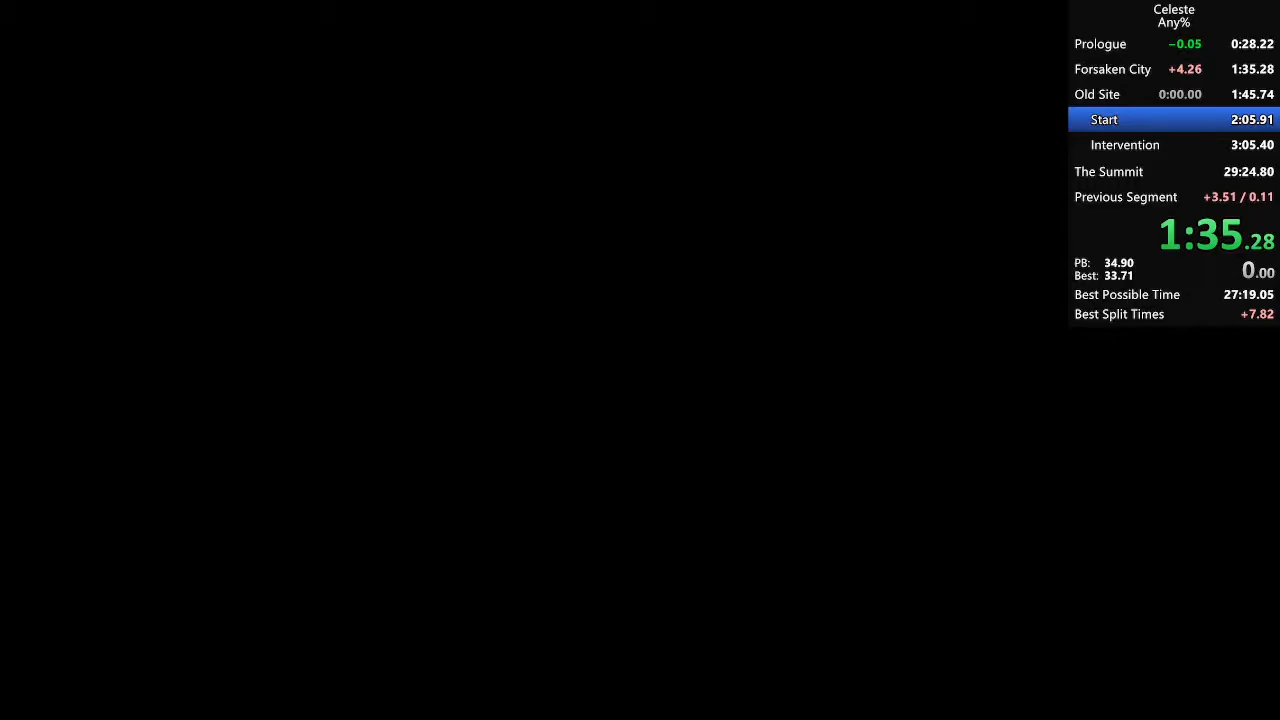 Celeste
Any%
Prologue −0.05 0:28.22
Forsaken City +4.26 1:35.28
Old Site 0:00.00 1:45.74
Start 2:05.91
Intervention 3:05.40
The Summit 29:24.80
Previous Segment +3.51 / 0.11
1:35.28
PB: 34.90
Best: 33.71
0.00
Best Possible Time 27:19.05
Best Split Times +7.82